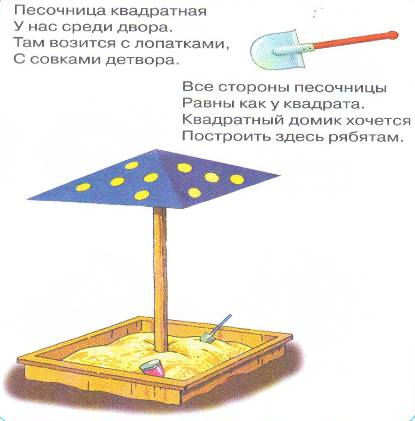 Песочница квадратная
У нас среди двора.
Там возится с лопатками,
С совками детвора.
Все стороны песочницы
Равны как у квадрата.
Квадратный домик хочется
Построить здесь рябятам.